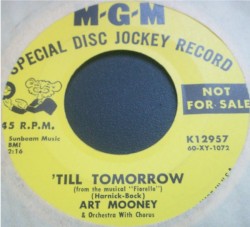 M-G-M
SPECIAL DISC JOCKEY RECORD
NOT
FOR SALE
45 R.P.M.
K12957
60-XY-1072
Sunbeam Music
BMI
2:16
'TILL TOMORROW
(from the musical "Fiorello")
(Harnick-Bock)
ART MOONEY
& Orchestra With Chorus